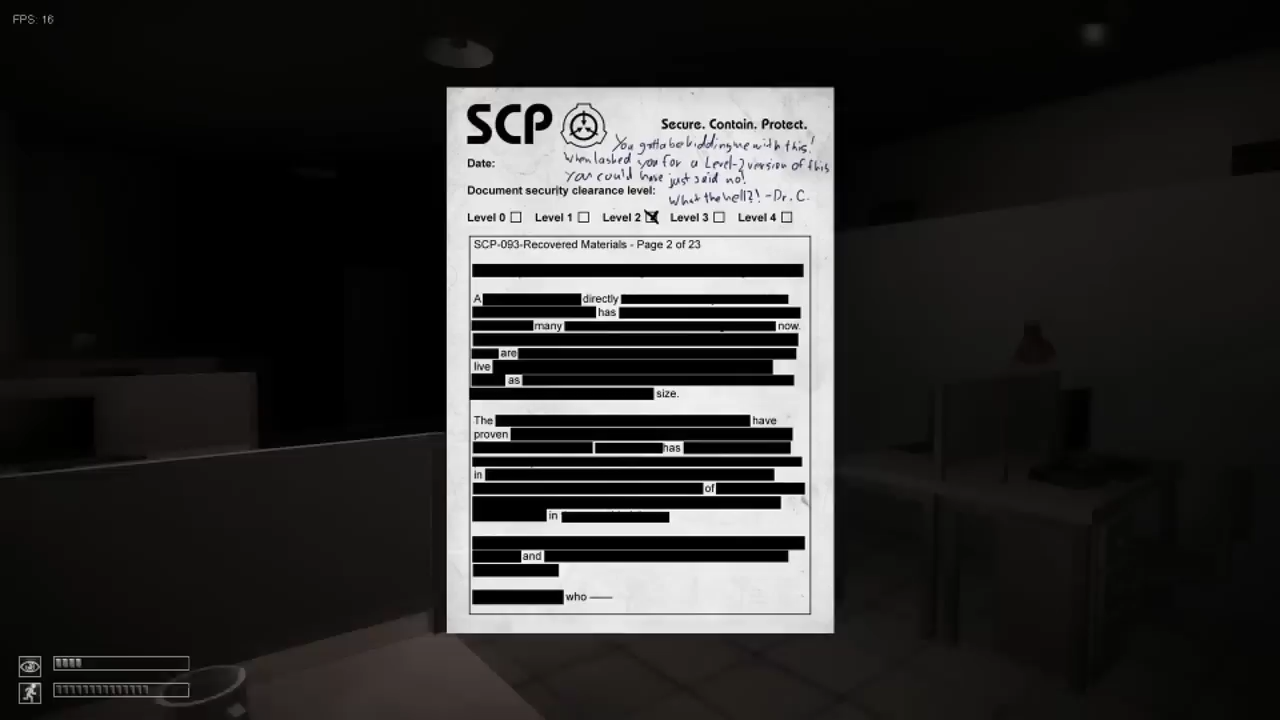 FPS: 16
SCP
Secure. Contain. Protect.
You gotta be kidding me with this!
When I asked you for a Level-2 version of this
Date:
you could have just said no!
Document security clearance level:
What the hell?! -Dr. C.
Level 0 Level 1 Level 2 Level 3 Level 4
SCP-093-Recovered Materials - Page 2 of 23
A directly
has
many now.
are
live
as
size.
The have
proven
has
in
of
in
and
who ——